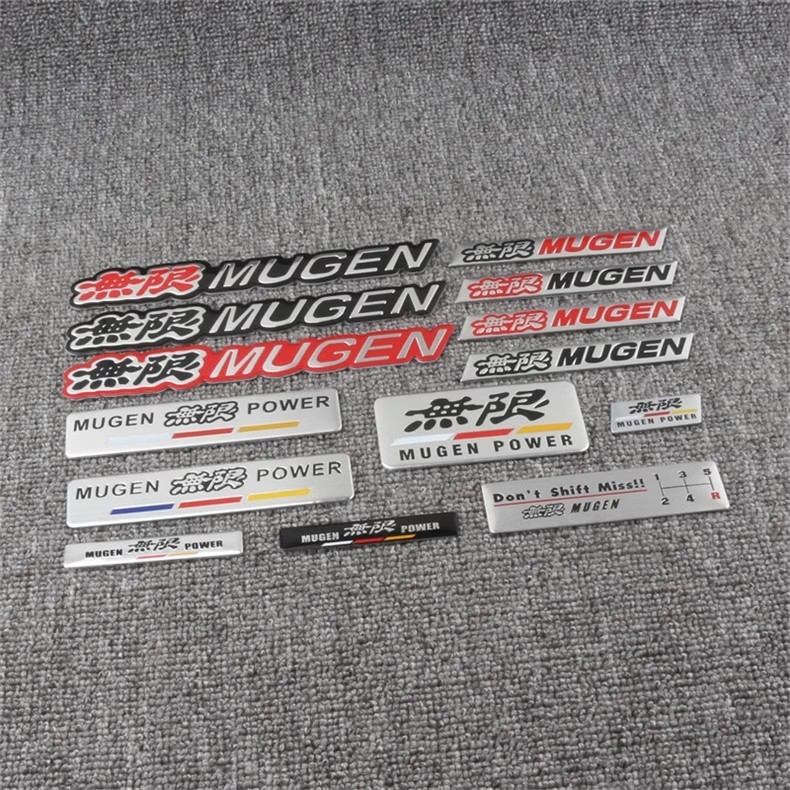 無限 MUGEN
無限 MUGEN
無限 MUGEN
無限 MUGEN
無限 MUGEN
無限 MUGEN
無限 MUGEN
MUGEN 無限 POWER
無限
MUGEN POWER
無限
MUGEN POWER
MUGEN 無限 POWER
Don't Shift Miss!!
無限 MUGEN
1 3 5
2 4 R
MUGEN 無限 POWER
MUGEN 無限 POWER